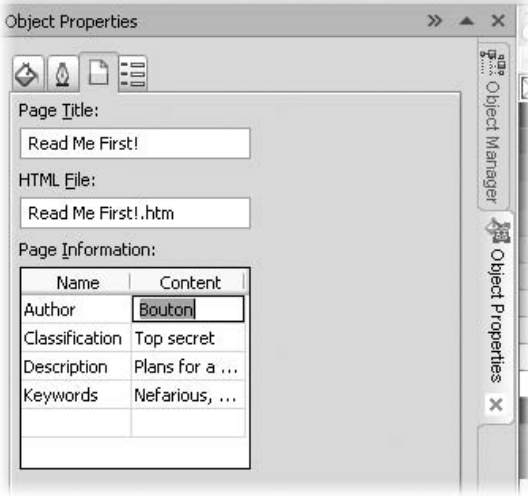 Object Properties
Page Title:
Read Me First!
HTML File:
Read Me First!.htm
Page Information:
Name Content
Author Bouton
Classification Top secret
Description Plans for a ...
Keywords Nefarious, ...
Object Manager
Object Properties